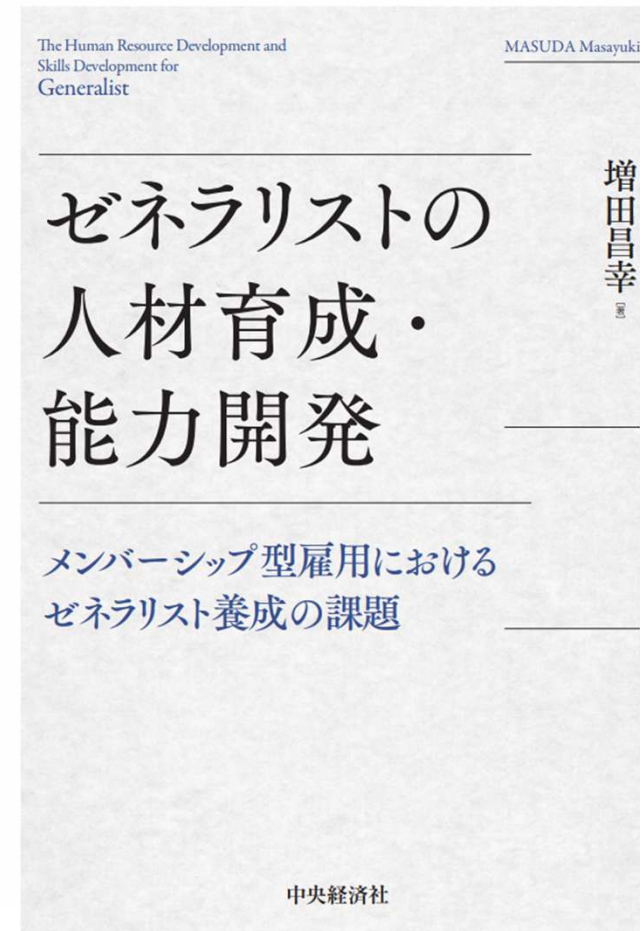 The Human Resource Development and
Skills Development for
Generalist
MASUDA Masayuki
ゼネラリストの
人材育成・
能力開発
増田昌幸
[著]
メンバーシップ型雇用における
ゼネラリスト養成の課題
中央経済社